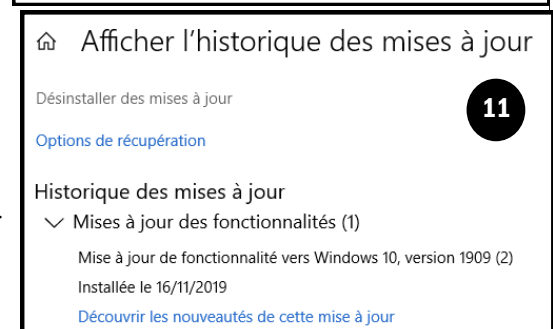 Afficher l'historique des mises à jour
Désinstaller des mises à jour
11
Options de récupération
Historique des mises à jour
Mises à jour des fonctionnalités (1)
Mise à jour de fonctionnalité vers Windows 10, version 1909 (2)
Installée le 16/11/2019
Découvrir les nouveautés de cette mise à jour